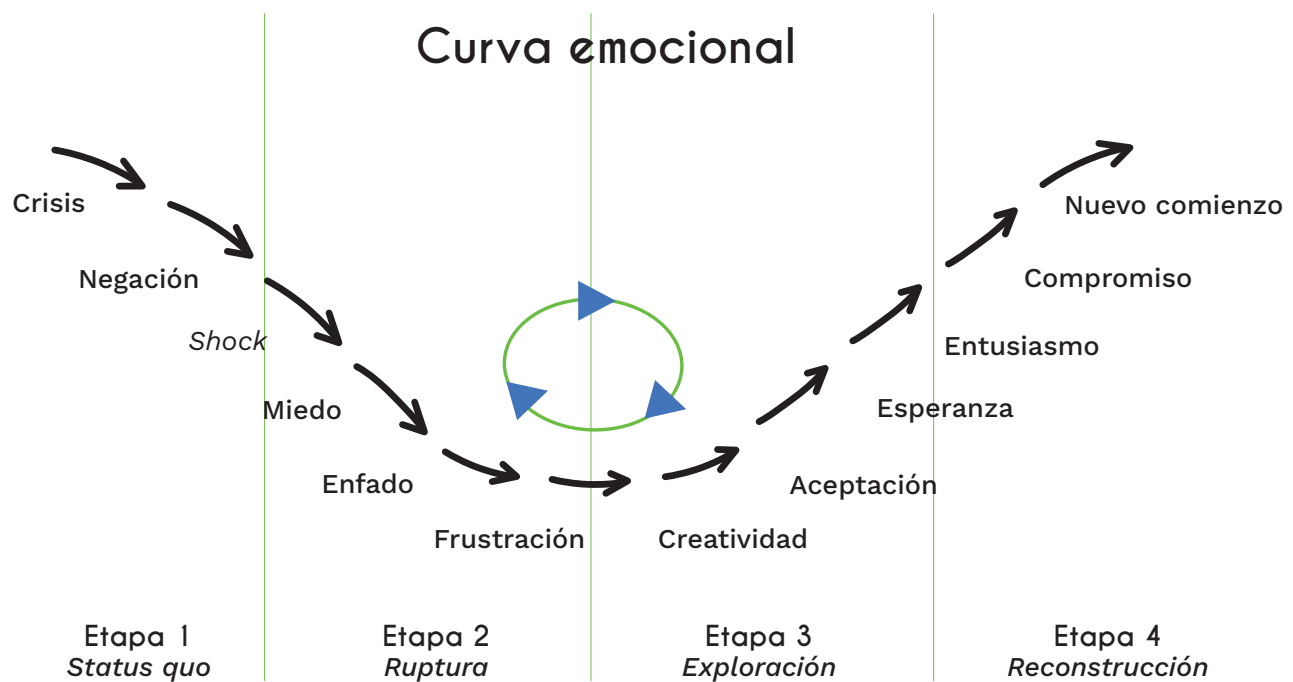 Curva emocional
Crisis
Negación
Shock
Miedo
Enfado
Frustración
Creatividad
Aceptación
Esperanza
Entusiasmo
Compromiso
Nuevo comienzo
Etapa 1
Status quo
Etapa 2
Ruptura
Etapa 3
Exploración
Etapa 4
Reconstrucción